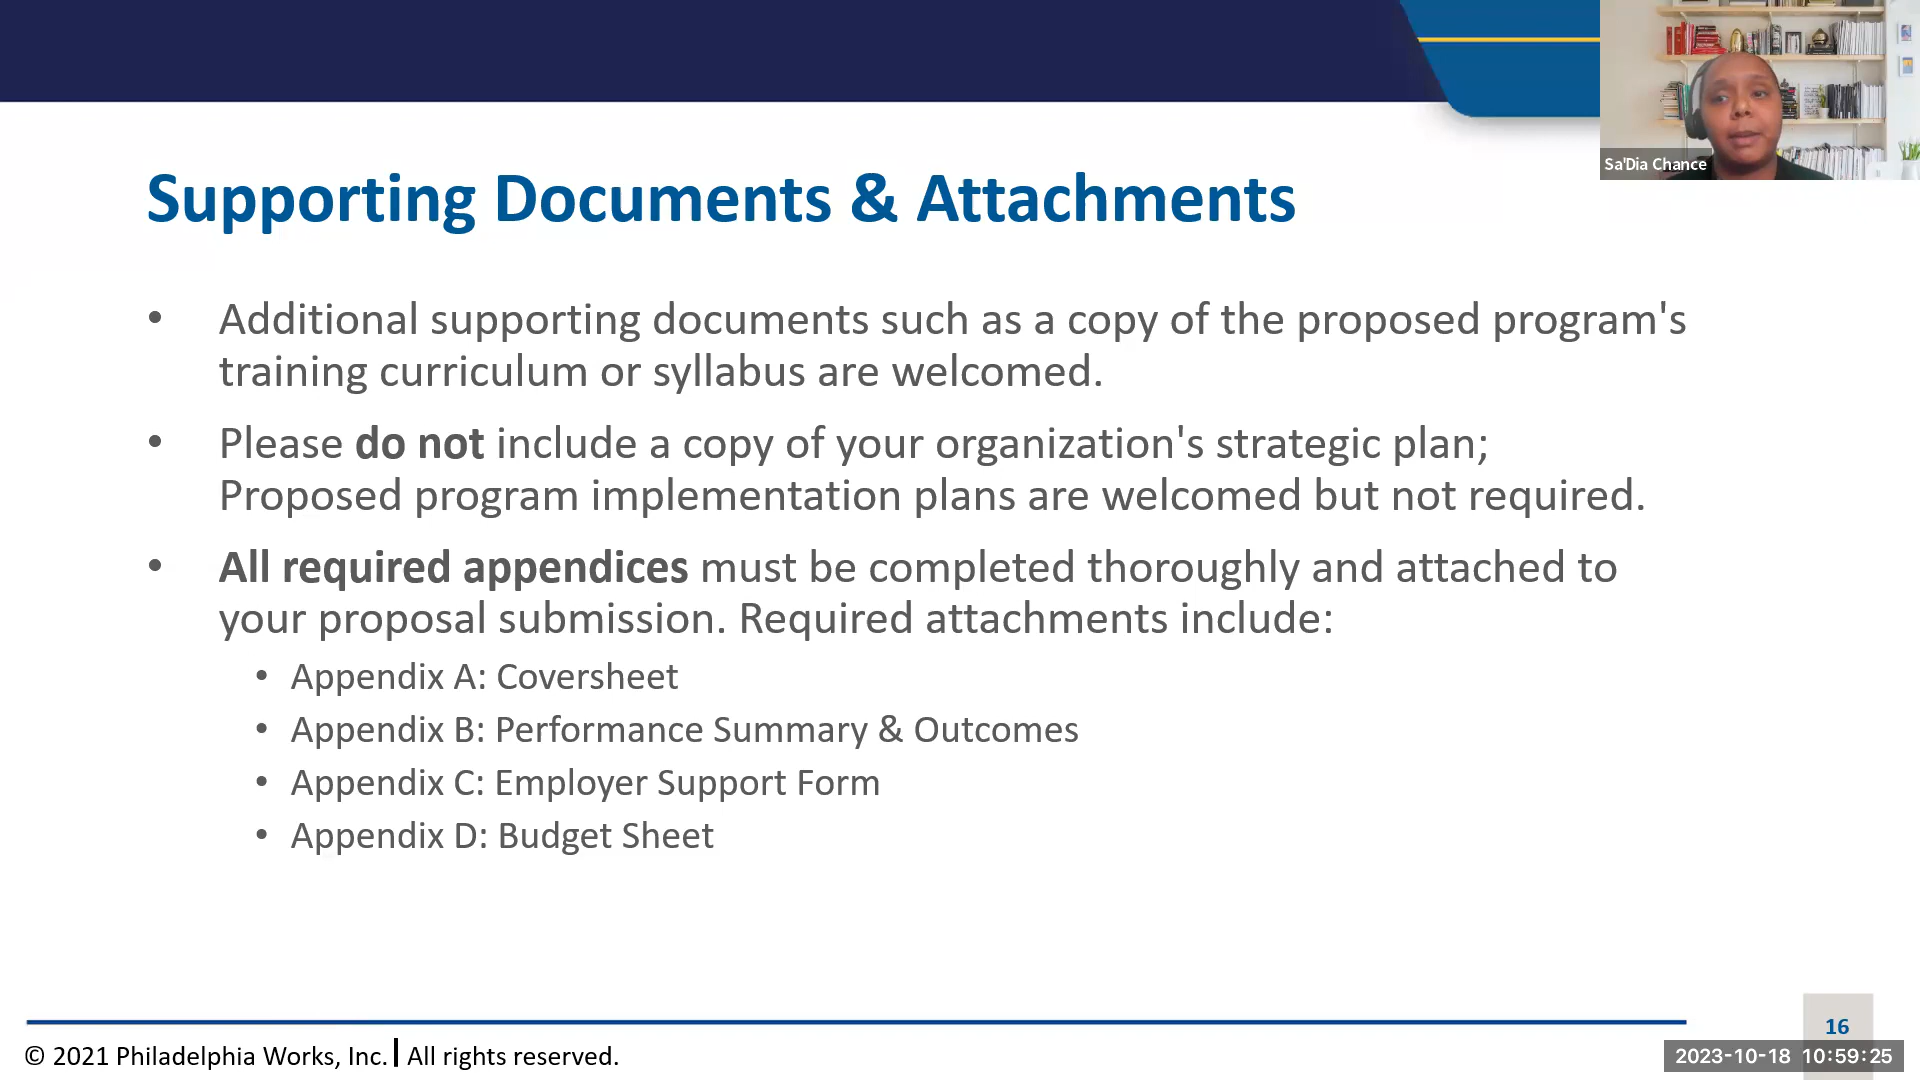 Sa'Dia Chance
Supporting Documents & Attachments
• Additional supporting documents such as a copy of the proposed program's
training curriculum or syllabus are welcomed.
• Please do not include a copy of your organization's strategic plan;
Proposed program implementation plans are welcomed but not required.
• All required appendices must be completed thoroughly and attached to
your proposal submission. Required attachments include:
• Appendix A: Coversheet
• Appendix B: Performance Summary & Outcomes
• Appendix C: Employer Support Form
• Appendix D: Budget Sheet
16
© 2021 Philadelphia Works, Inc. | All rights reserved.
2023-10-18 10:59:25